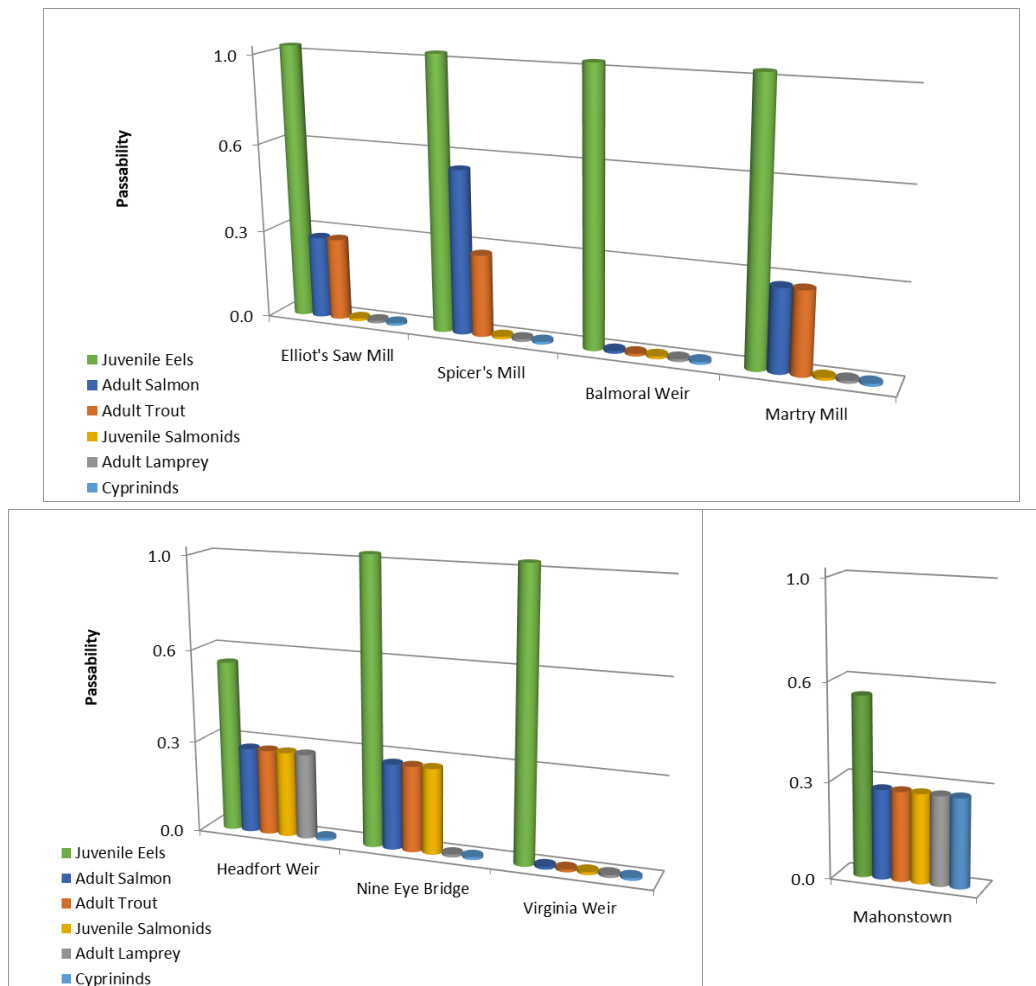 Passability
1.0
0.6
0.3
0.0
Elliot's Saw Mill
Spicer's Mill
Balmoral Weir
Martry Mill
Juvenile Eels
Adult Salmon
Adult Trout
Juvenile Salmonids
Adult Lamprey
Cyprininds
Passability
1.0
0.6
0.3
0.0
Headfort Weir
Nine Eye Bridge
Virginia Weir
Juvenile Eels
Adult Salmon
Adult Trout
Juvenile Salmonids
Adult Lamprey
Cyprininds
1.0
0.6
0.3
0.0
Mahonstown